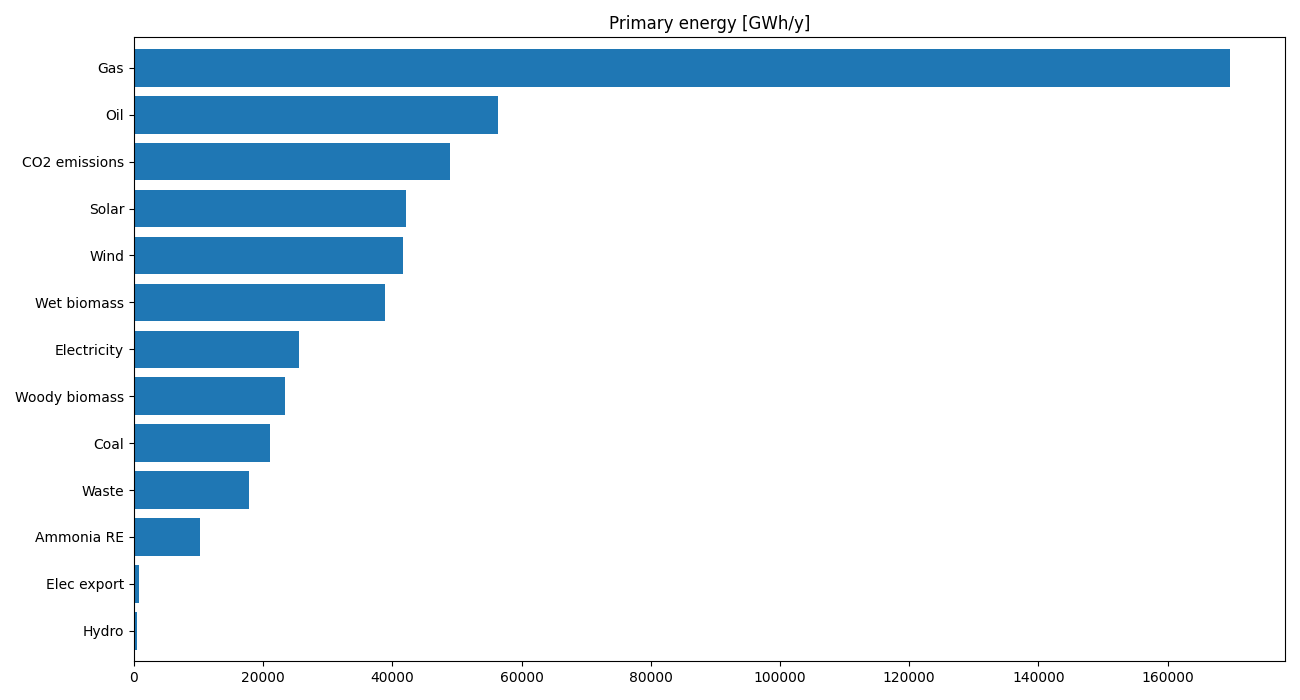 Primary energy [GWh/y]
Gas
Oil
CO2 emissions
Solar
Wind
Wet biomass
Electricity
Woody biomass
Coal
Waste
Ammonia RE
Elec export
Hydro
0 20000 40000 60000 80000 100000 120000 140000 160000